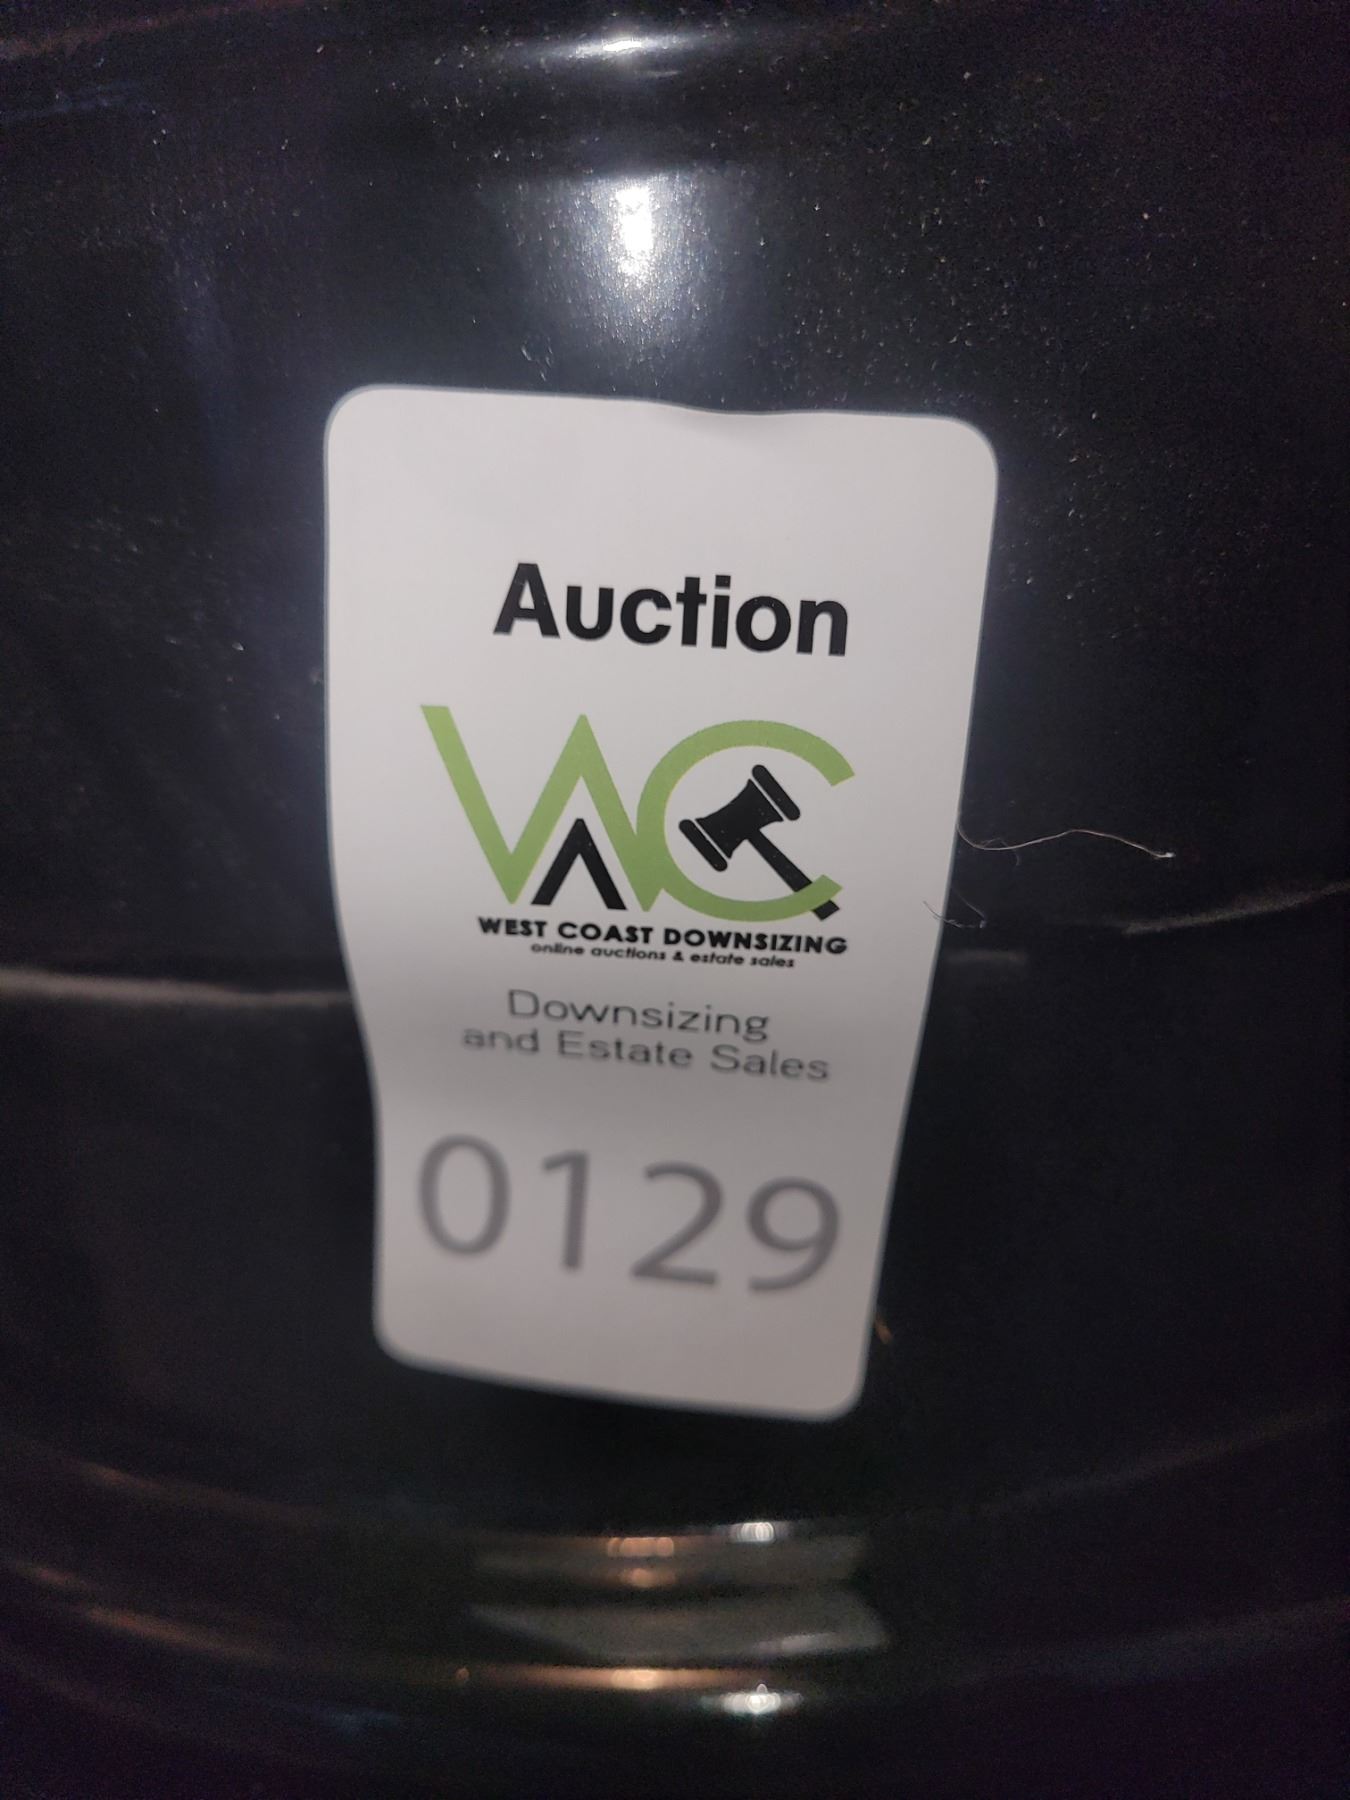 Auction
WC
WEST COAST DOWNSIZING
online auctions & estate sales
Downsizing
and Estate Sales
0129